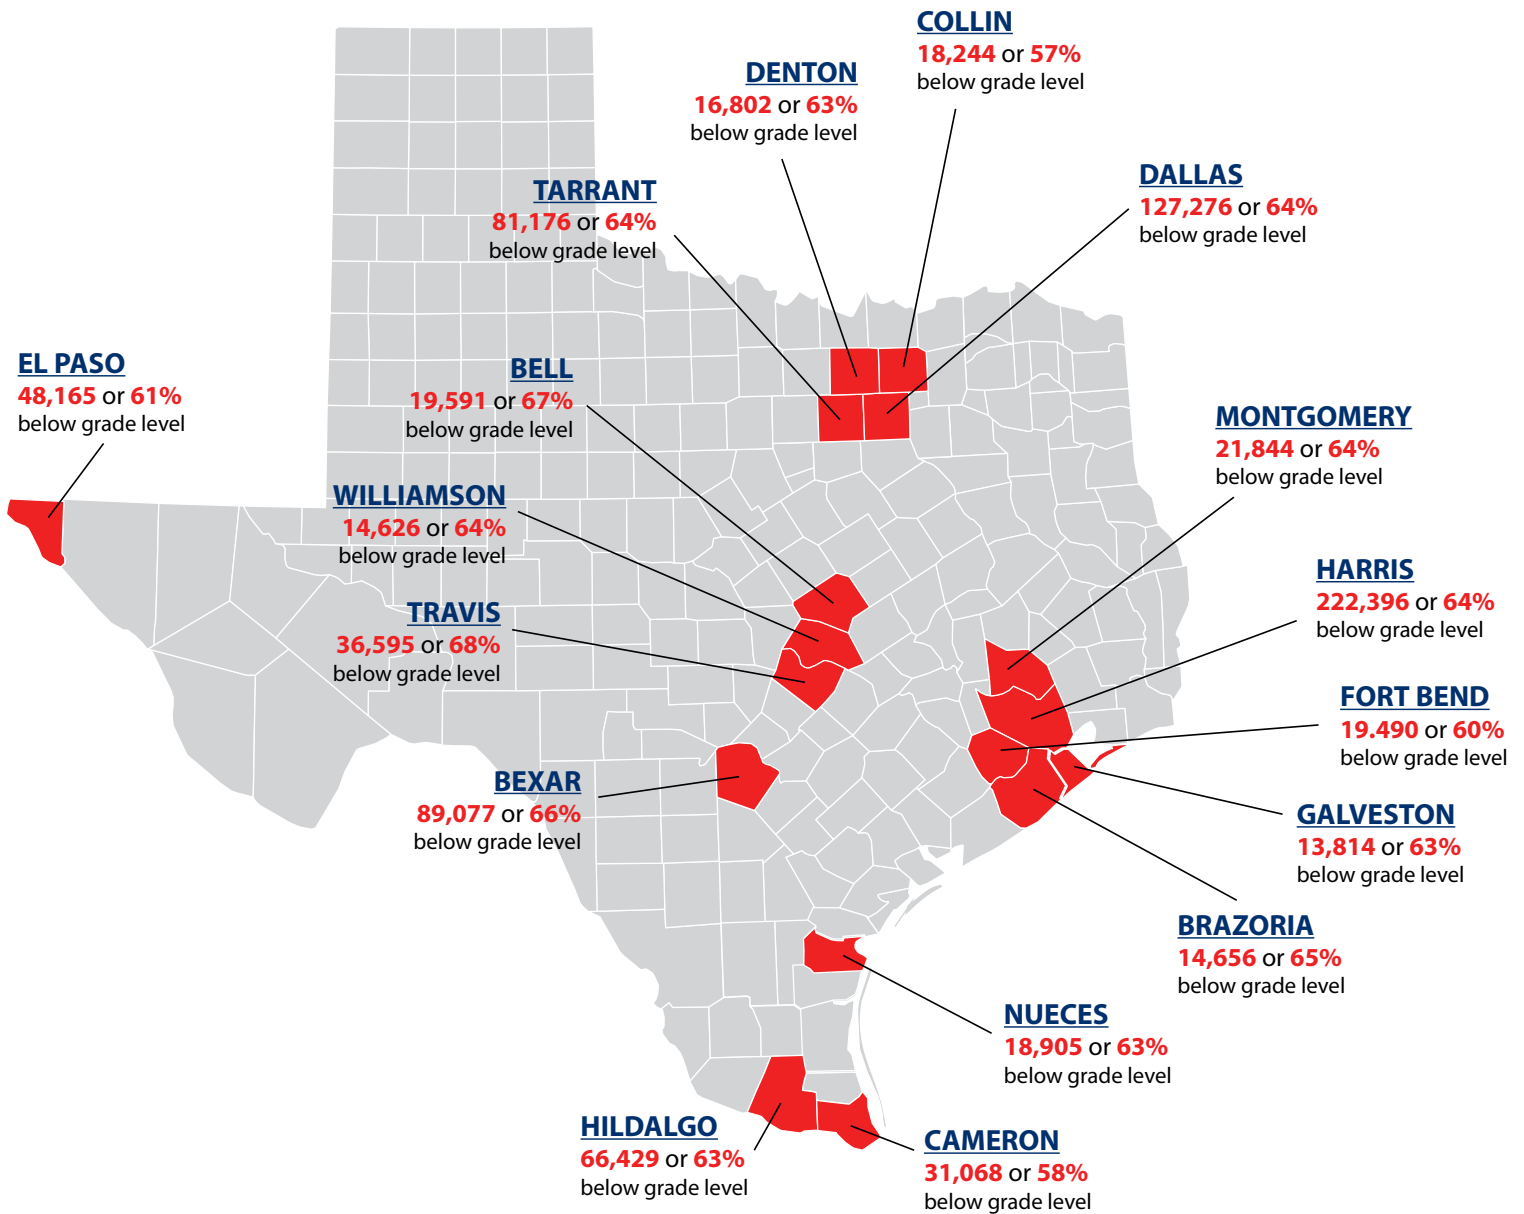 COLLIN
18,244 or 57%
below grade level
DENTON
16,802 or 63%
below grade level
DALLAS
127,276 or 64%
below grade level
TARRANT
81,176 or 64%
below grade level
EL PASO
48,165 or 61%
below grade level
BELL
19,591 or 67%
below grade level
MONTGOMERY
21,844 or 64%
below grade level
WILLIAMSON
14,626 or 64%
below grade level
HARRIS
222,396 or 64%
below grade level
TRAVIS
36,595 or 68%
below grade level
FORT BEND
19.490 or 60%
below grade level
BEXAR
89,077 or 66%
below grade level
GALVESTON
13,814 or 63%
below grade level
BRAZORIA
14,656 or 65%
below grade level
NUECES
18,905 or 63%
below grade level
HILDALGO
66,429 or 63%
below grade level
CAMERON
31,068 or 58%
below grade level